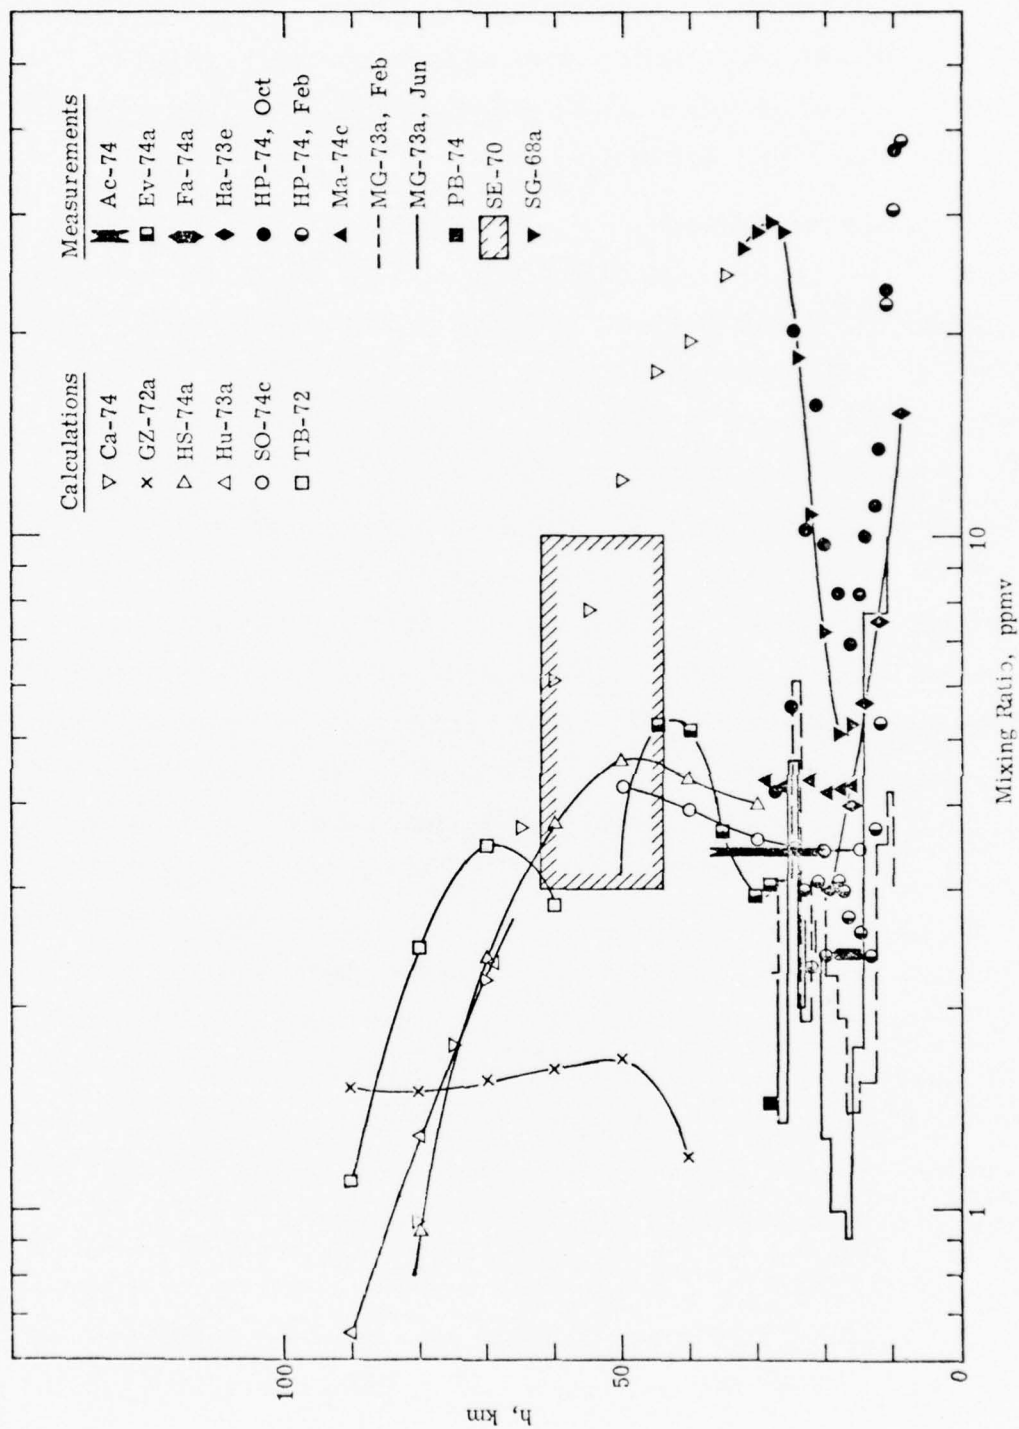 Calculations
Ca-74
GZ-72a
HS-74a
Hu-73a
SO-74c
TB-72
Measurements
Ac-74
Ev-74a
Fa-74a
Ha-73e
HP-74, Oct
HP-74, Feb
Ma-74c
MG-73a, Feb
MG-73a, Jun
PB-74
SE-70
SG-68a
h, km
100
50
0
1
10
Mixing Ratio, ppmv